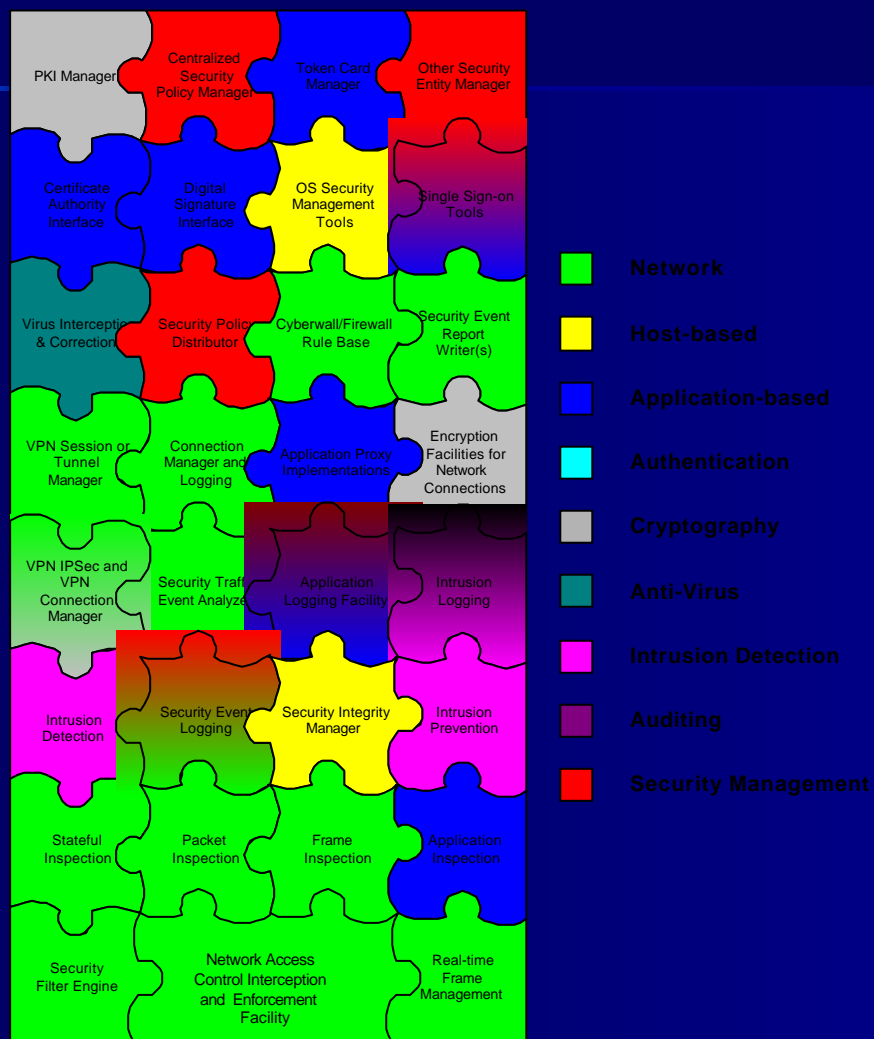 PKI Manager
Centralized
Security
Policy Manager
Token Card
Manager
Other Security
Entity Manager
Certificate
Authority
Interface
Digital
Signature
Interface
OS Security
Management
Tools
Single Sign-on
Tools
Virus Interceptio
& Correction
Security Policy
Distributor
Cyberwall/Firewall
Rule Base
Security Event
Report
Writer(s)
VPN Session or
Tunnel
Manager
Connection
Manager and
Logging
Application Proxy
Implementations
Encryption
Facilities for
Network
Connections
VPN IPSec and
VPN
Connection
Manager
Security Traff
Event Analyze
Application
Logging Facility
Intrusion
Logging
Intrusion
Detection
Security Event
Logging
Security Integrity
Manager
Intrusion
Prevention
Stateful
Inspection
Packet
Inspection
Frame
Inspection
Application
Inspection
Security
Filter Engine
Network Access
Control Interception
and Enforcement
Facility
Real-time
Frame
Management
Network
Host-based
Application-based
Authentication
Cryptography
Anti-Virus
Intrusion Detection
Auditing
Security Management